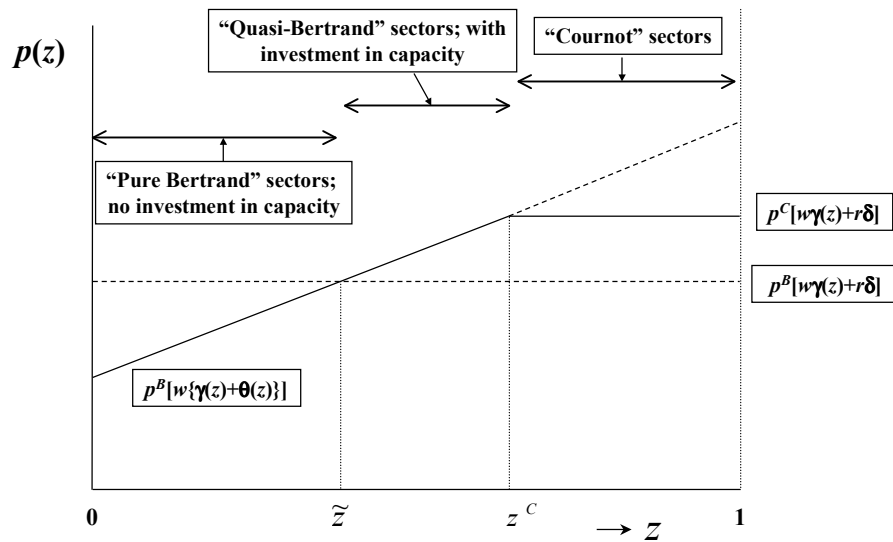 “Quasi-Bertrand” sectors; with
investment in capacity
“Cournot” sectors
p(z)
“Pure Bertrand” sectors;
no investment in capacity
p^C[wγ(z)+rδ]
p^B[wγ(z)+rδ]
p^B[w{γ(z)+θ(z)}]
0
z̃
z^C
→ z
1